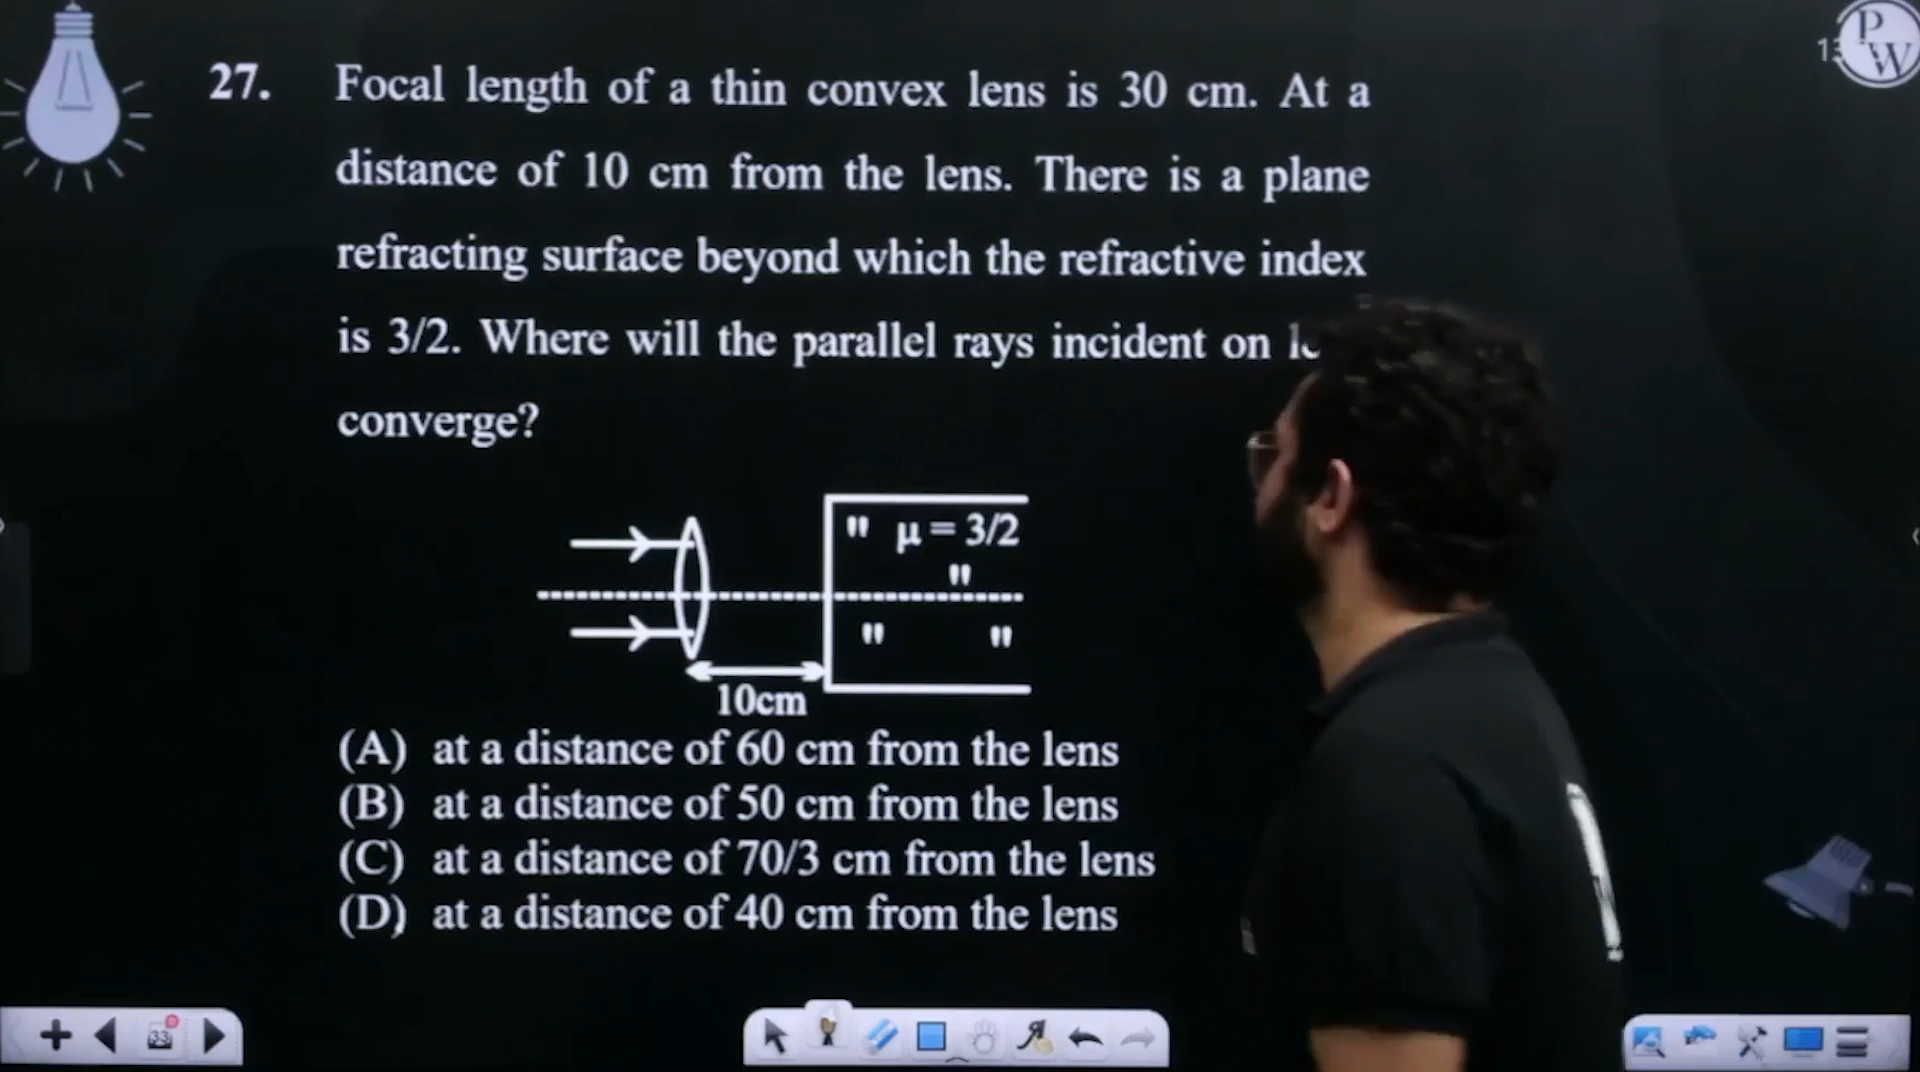 27. Focal length of a thin convex lens is 30 cm. At a
distance of 10 cm from the lens. There is a plane
refracting surface beyond which the refractive index
is 3/2. Where will the parallel rays incident on
converge?
" μ = 3/2
"
" "
10cm
(A) at a distance of 60 cm from the lens
(B) at a distance of 50 cm from the lens
(C) at a distance of 70/3 cm from the lens
(D) at a distance of 40 cm from the lens
PW
33